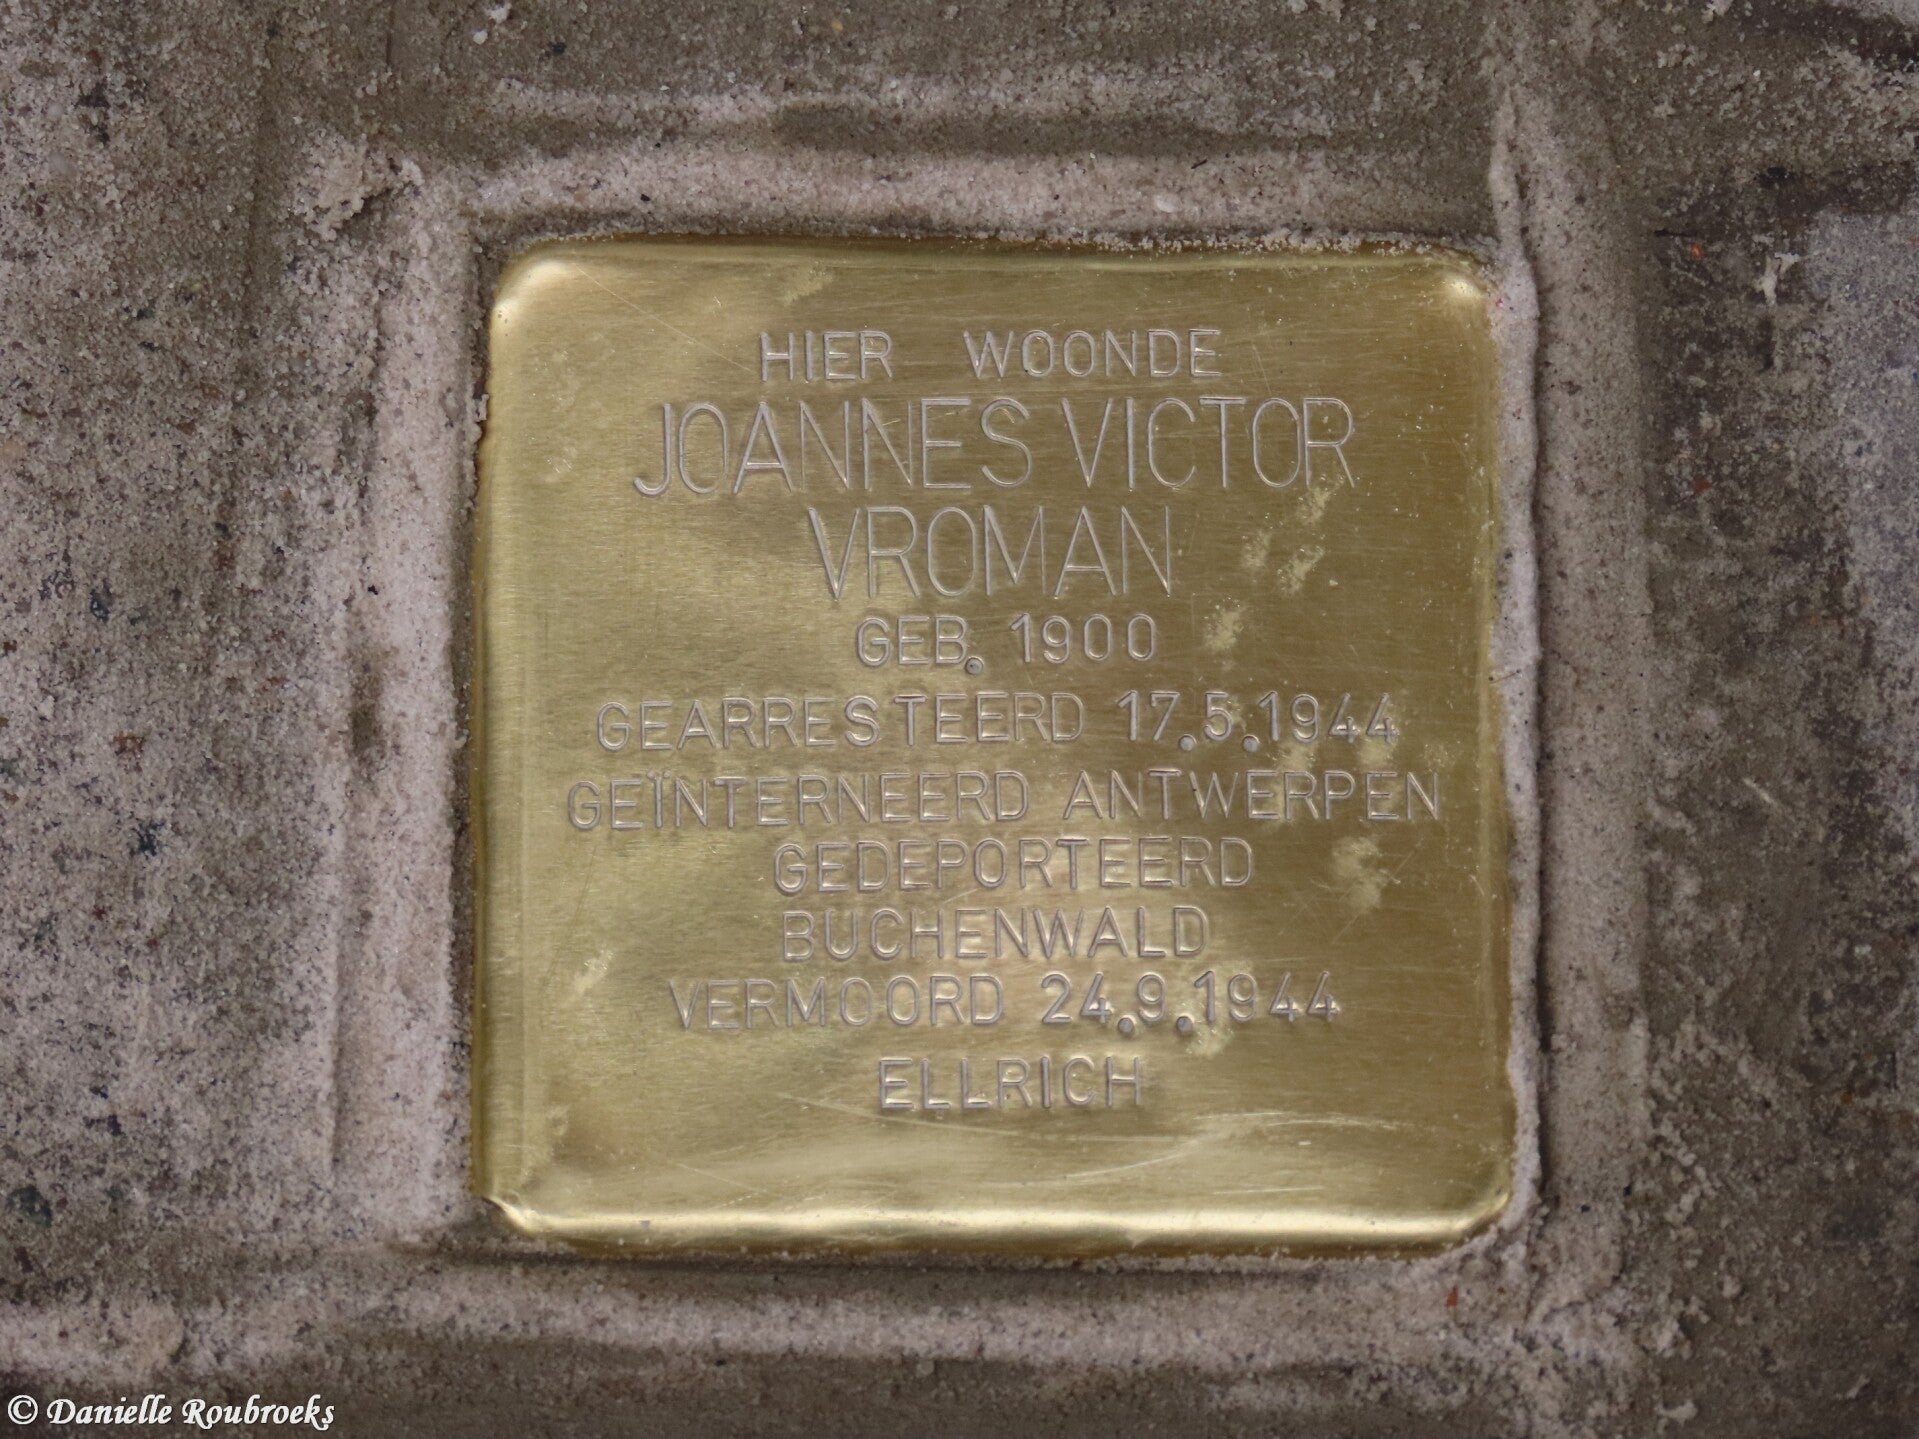 HIER WOONDE
JOANNES VICTOR
VROMAN
GEB. 1900
GEARRESTEERD 17.5.1944
GEÏNTERNEERD ANTWERPEN
GEDEPORTEERD
BUCHENWALD
VERMOORD 24.9.1944
ELLRICH
© Danielle Roubroeks